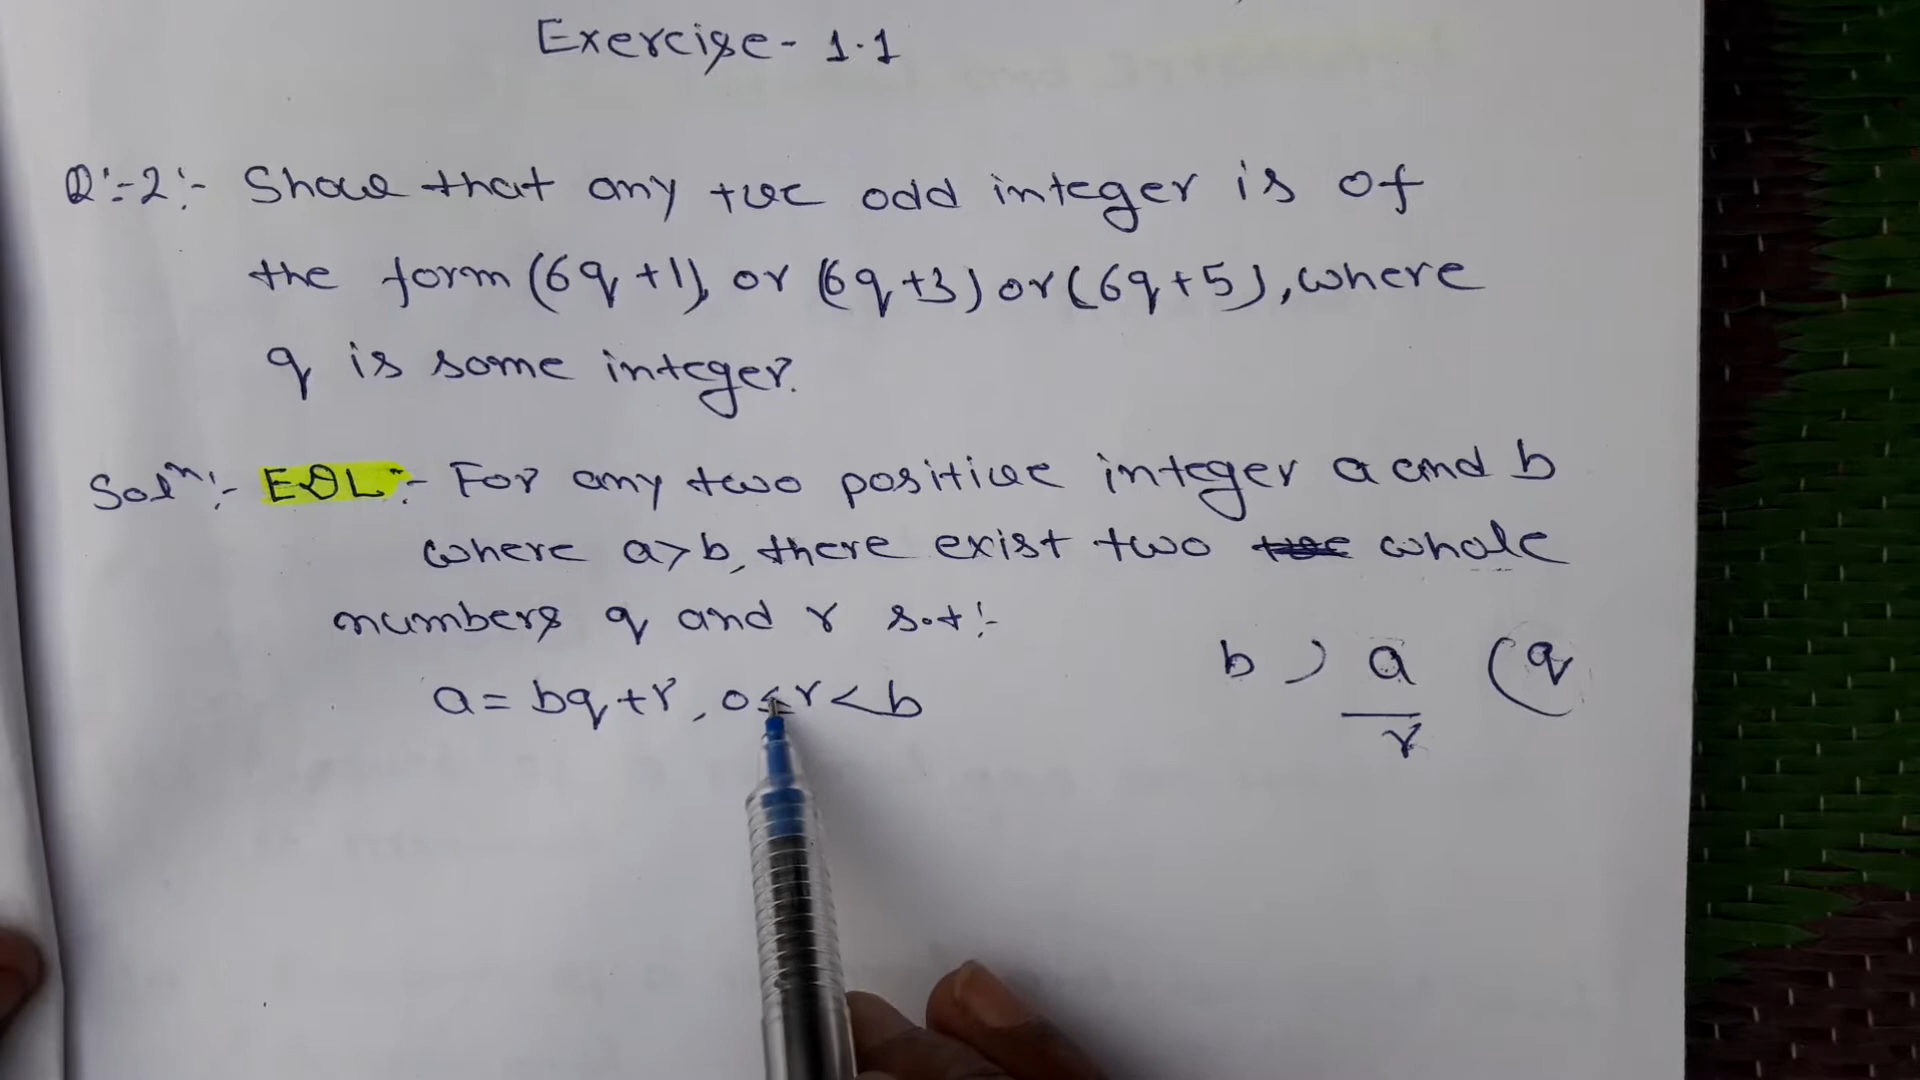 Exercise- 1.1
Q:-2:- Show that any +ve odd integer is of
the form (6q+1), or (6q+3) or (6q+5), where
q is some integer.
Solⁿ:- EDL:- For any two positive integer a and b
where a>b, there exist two whole
numbers q and r s.t:-
a = bq+r, 0≤r<b
b ) a (q
r